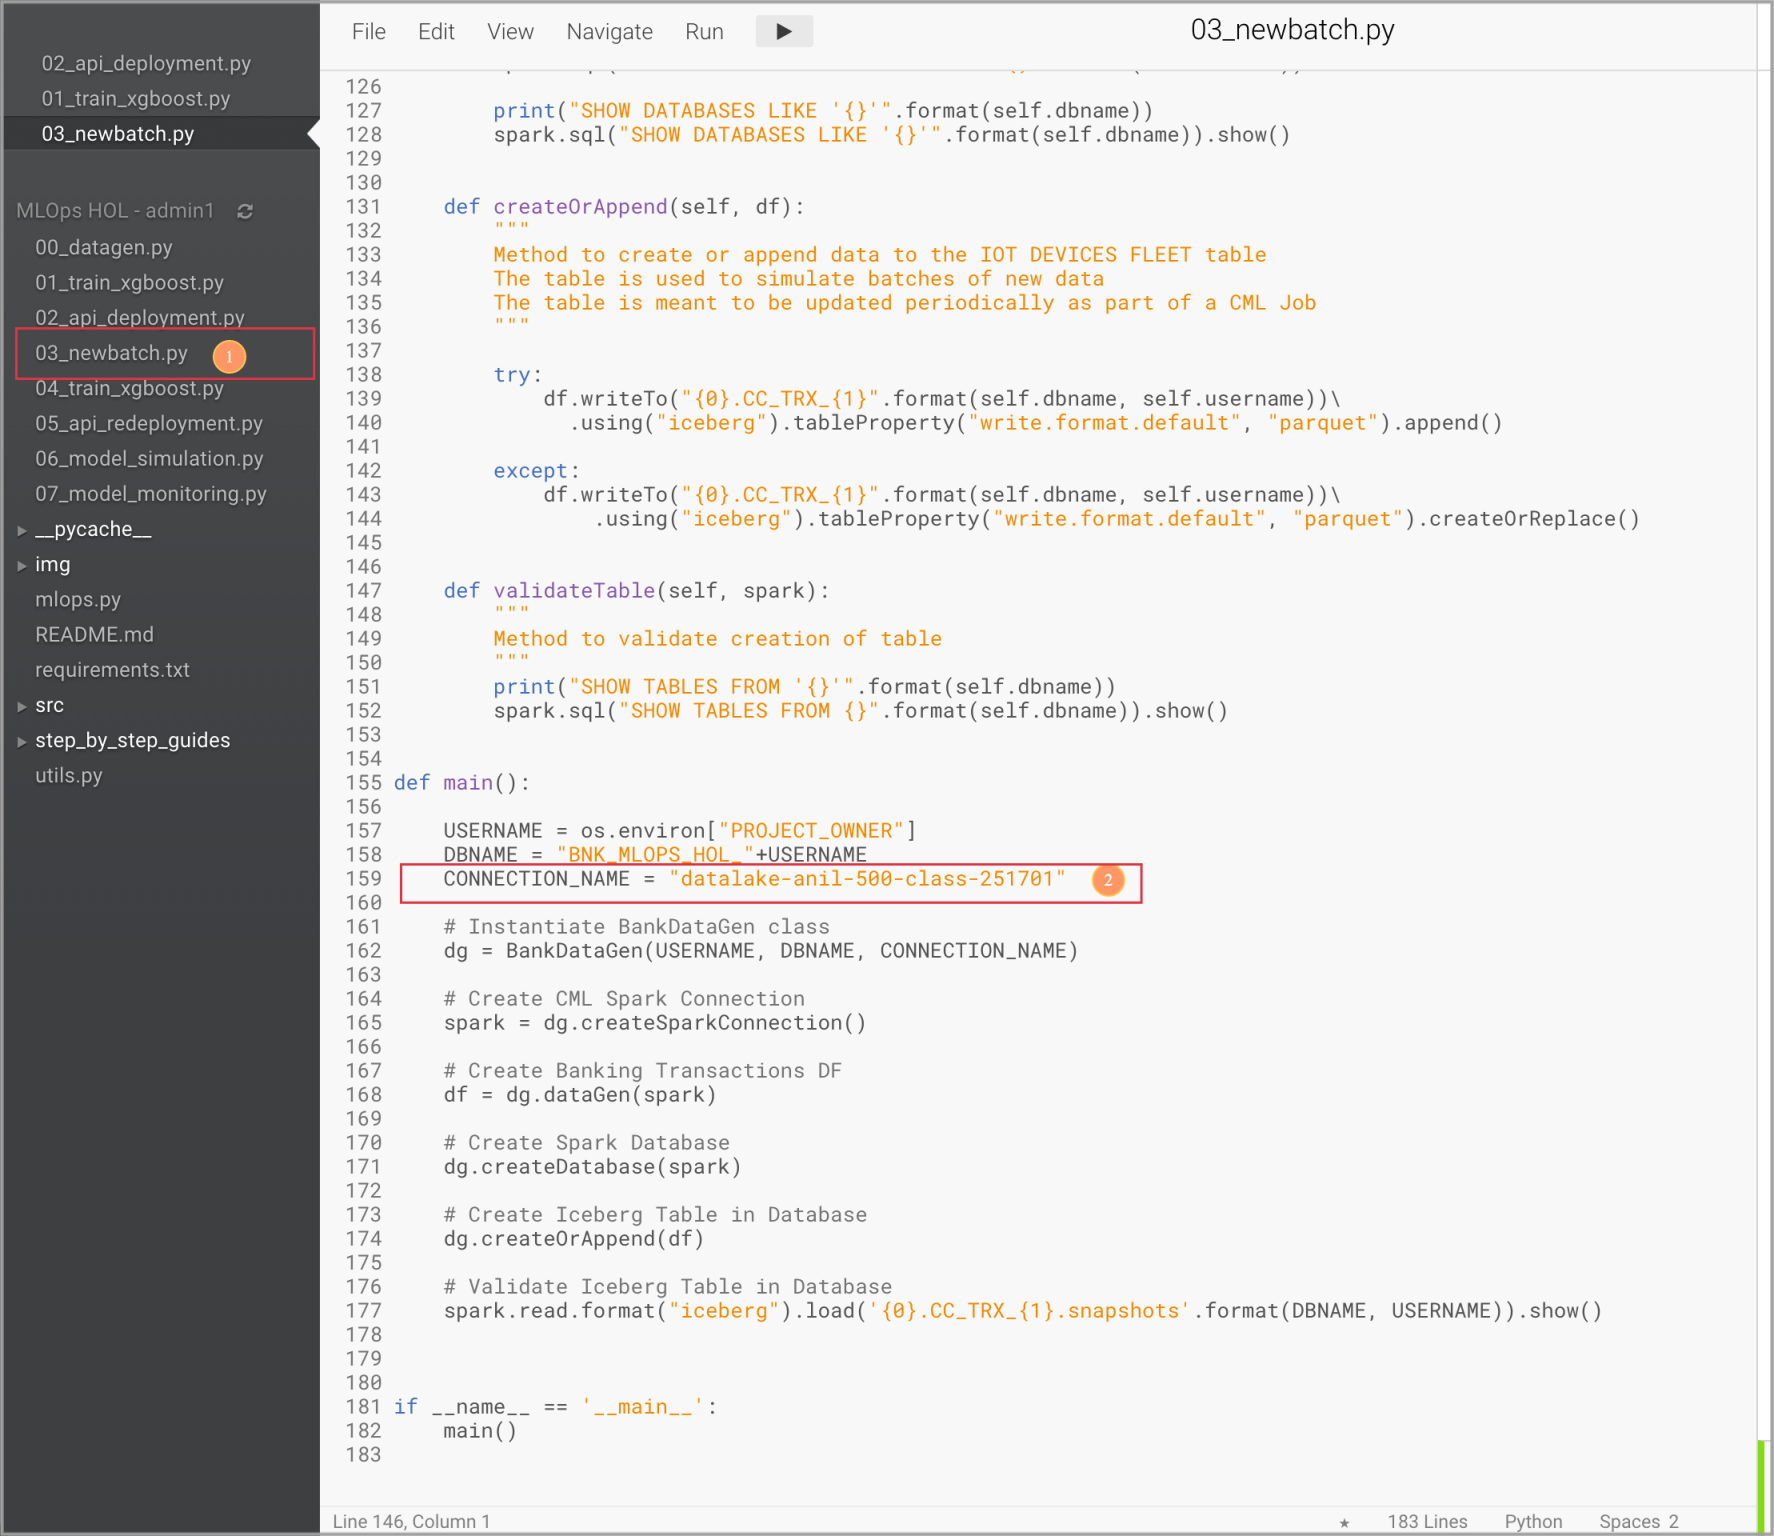 02_api_deployment.py
01_train_xgboost.py
03_newbatch.py
MLOps HOL - admin1
00_datagen.py
01_train_xgboost.py
02_api_deployment.py
03_newbatch.py 1
04_train_xgboost.py
05_api_redeployment.py
06_model_simulation.py
07_model_monitoring.py
__pycache__
img
mlops.py
README.md
requirements.txt
src
step_by_step_guides
utils.py
File Edit View Navigate Run
03_newbatch.py
126
127         print("SHOW DATABASES LIKE '{}'".format(self.dbname))
128         spark.sql("SHOW DATABASES LIKE '{}'".format(self.dbname)).show()
129
130
131     def createOrAppend(self, df):
132         """
133         Method to create or append data to the IOT DEVICES FLEET table
134         The table is used to simulate batches of new data
135         The table is meant to be updated periodically as part of a CML Job
136         """
137
138         try:
139             df.writeTo("{0}.CC_TRX_{1}".format(self.dbname, self.username))\
140               .using("iceberg").tableProperty("write.format.default", "parquet").append()
141
142         except:
143             df.writeTo("{0}.CC_TRX_{1}".format(self.dbname, self.username))\
144                 .using("iceberg").tableProperty("write.format.default", "parquet").createOrReplace()
145
146
147     def validateTable(self, spark):
148         """
149         Method to validate creation of table
150         """
151         print("SHOW TABLES FROM '{}'".format(self.dbname))
152         spark.sql("SHOW TABLES FROM {}".format(self.dbname)).show()
153
154
155 def main():
156
157     USERNAME = os.environ["PROJECT_OWNER"]
158     DBNAME = "BNK_MLOPS_HOL_"+USERNAME
159     CONNECTION_NAME = "datalake-anil-500-class-251701" 2
160
161     # Instantiate BankDataGen class
162     dg = BankDataGen(USERNAME, DBNAME, CONNECTION_NAME)
163
164     # Create CML Spark Connection
165     spark = dg.createSparkConnection()
166
167     # Create Banking Transactions DF
168     df = dg.dataGen(spark)
169
170     # Create Spark Database
171     dg.createDatabase(spark)
172
173     # Create Iceberg Table in Database
174     dg.createOrAppend(df)
175
176     # Validate Iceberg Table in Database
177     spark.read.format("iceberg").load('{0}.CC_TRX_{1}.snapshots'.format(DBNAME, USERNAME)).show()
178
179
180
181 if __name__ == '__main__':
182     main()
183
Line 146, Column 1
★ 183 Lines Python Spaces 2